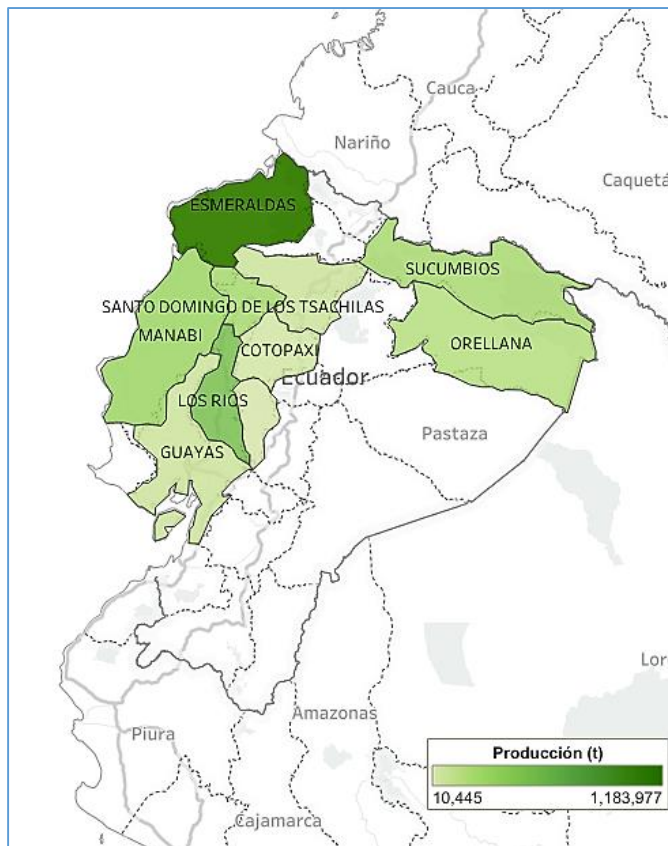 Cauca
Nariño
Caquetá
ESMERALDAS
SUCUMBIOS
SANTO DOMINGO DE LOS TSACHILAS
MANABI
COTOPAXI
ORELLANA
Ecuador
LOS RIOS
Pastaza
GUAYAS
Lor
Amazonas
Piura
Producción (t)
10,445 1,183,977
Cajamarca